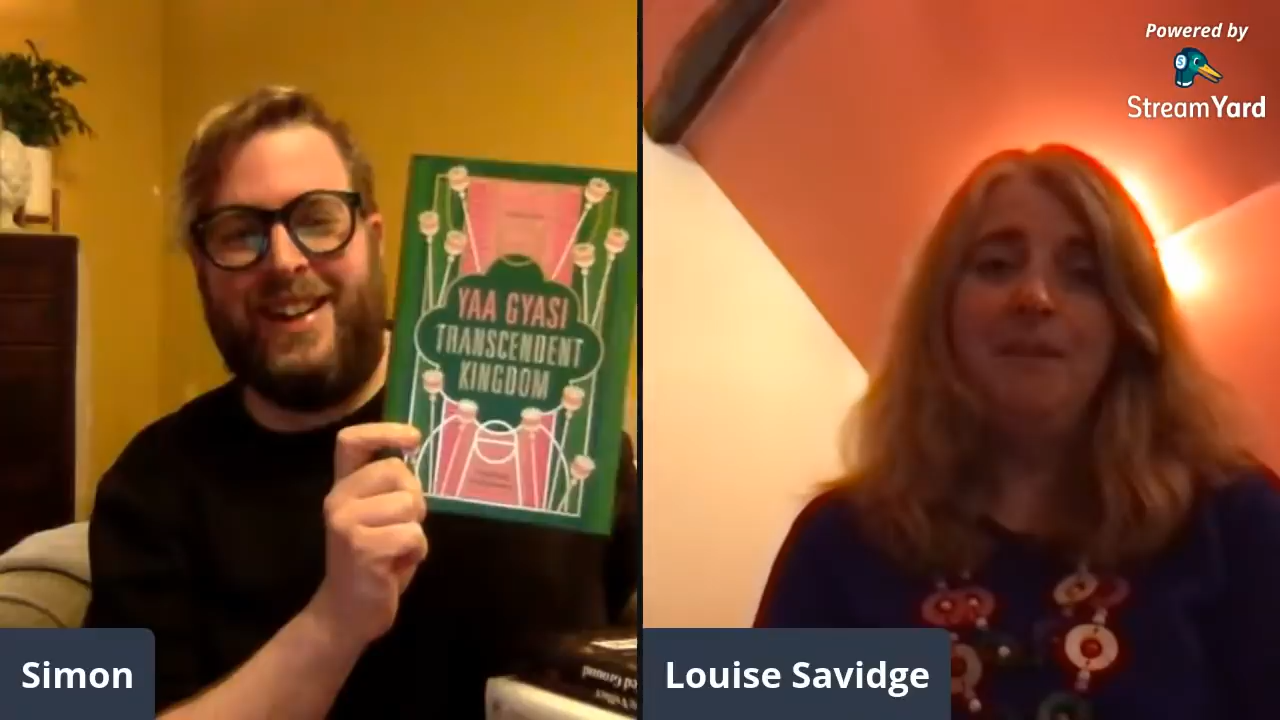 Powered by
StreamYard
YAA GYASI
TRANSCENDENT
KINGDOM
Simon
Louise Savidge